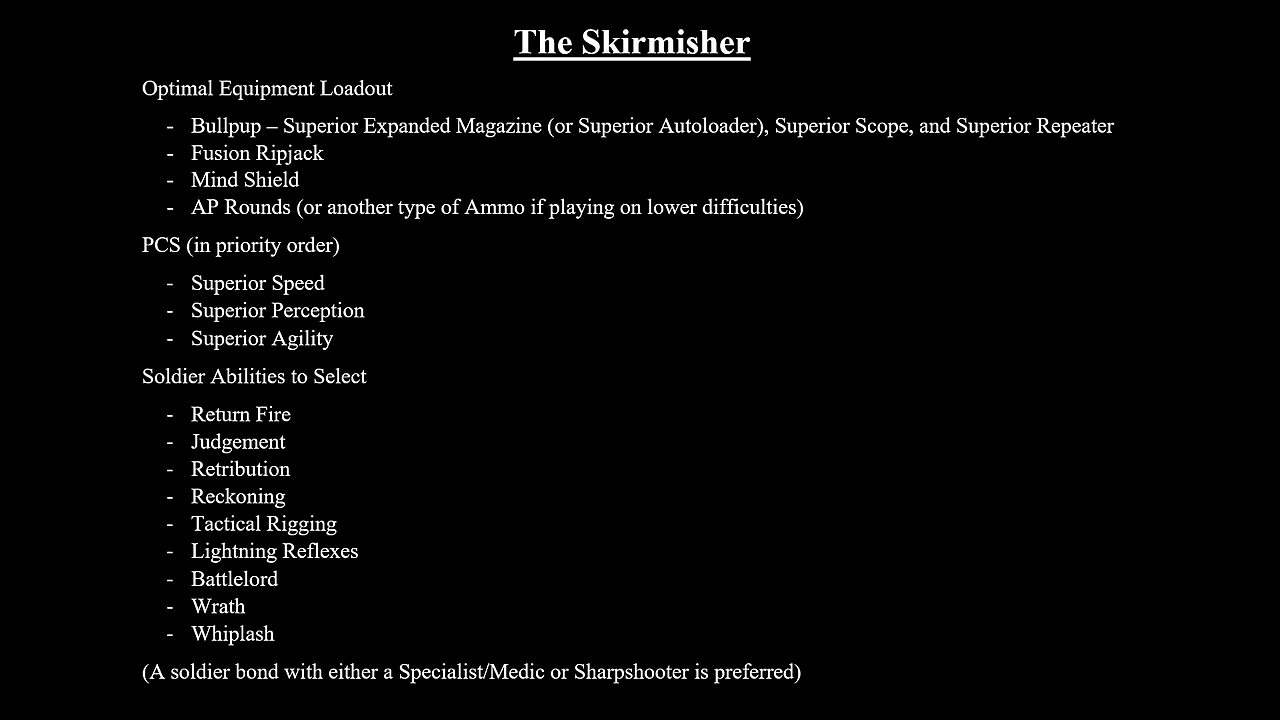 The Skirmisher
Optimal Equipment Loadout
- Bullpup – Superior Expanded Magazine (or Superior Autoloader), Superior Scope, and Superior Repeater
- Fusion Ripjack
- Mind Shield
- AP Rounds (or another type of Ammo if playing on lower difficulties)
PCS (in priority order)
- Superior Speed
- Superior Perception
- Superior Agility
Soldier Abilities to Select
- Return Fire
- Judgement
- Retribution
- Reckoning
- Tactical Rigging
- Lightning Reflexes
- Battlelord
- Wrath
- Whiplash
(A soldier bond with either a Specialist/Medic or Sharpshooter is preferred)